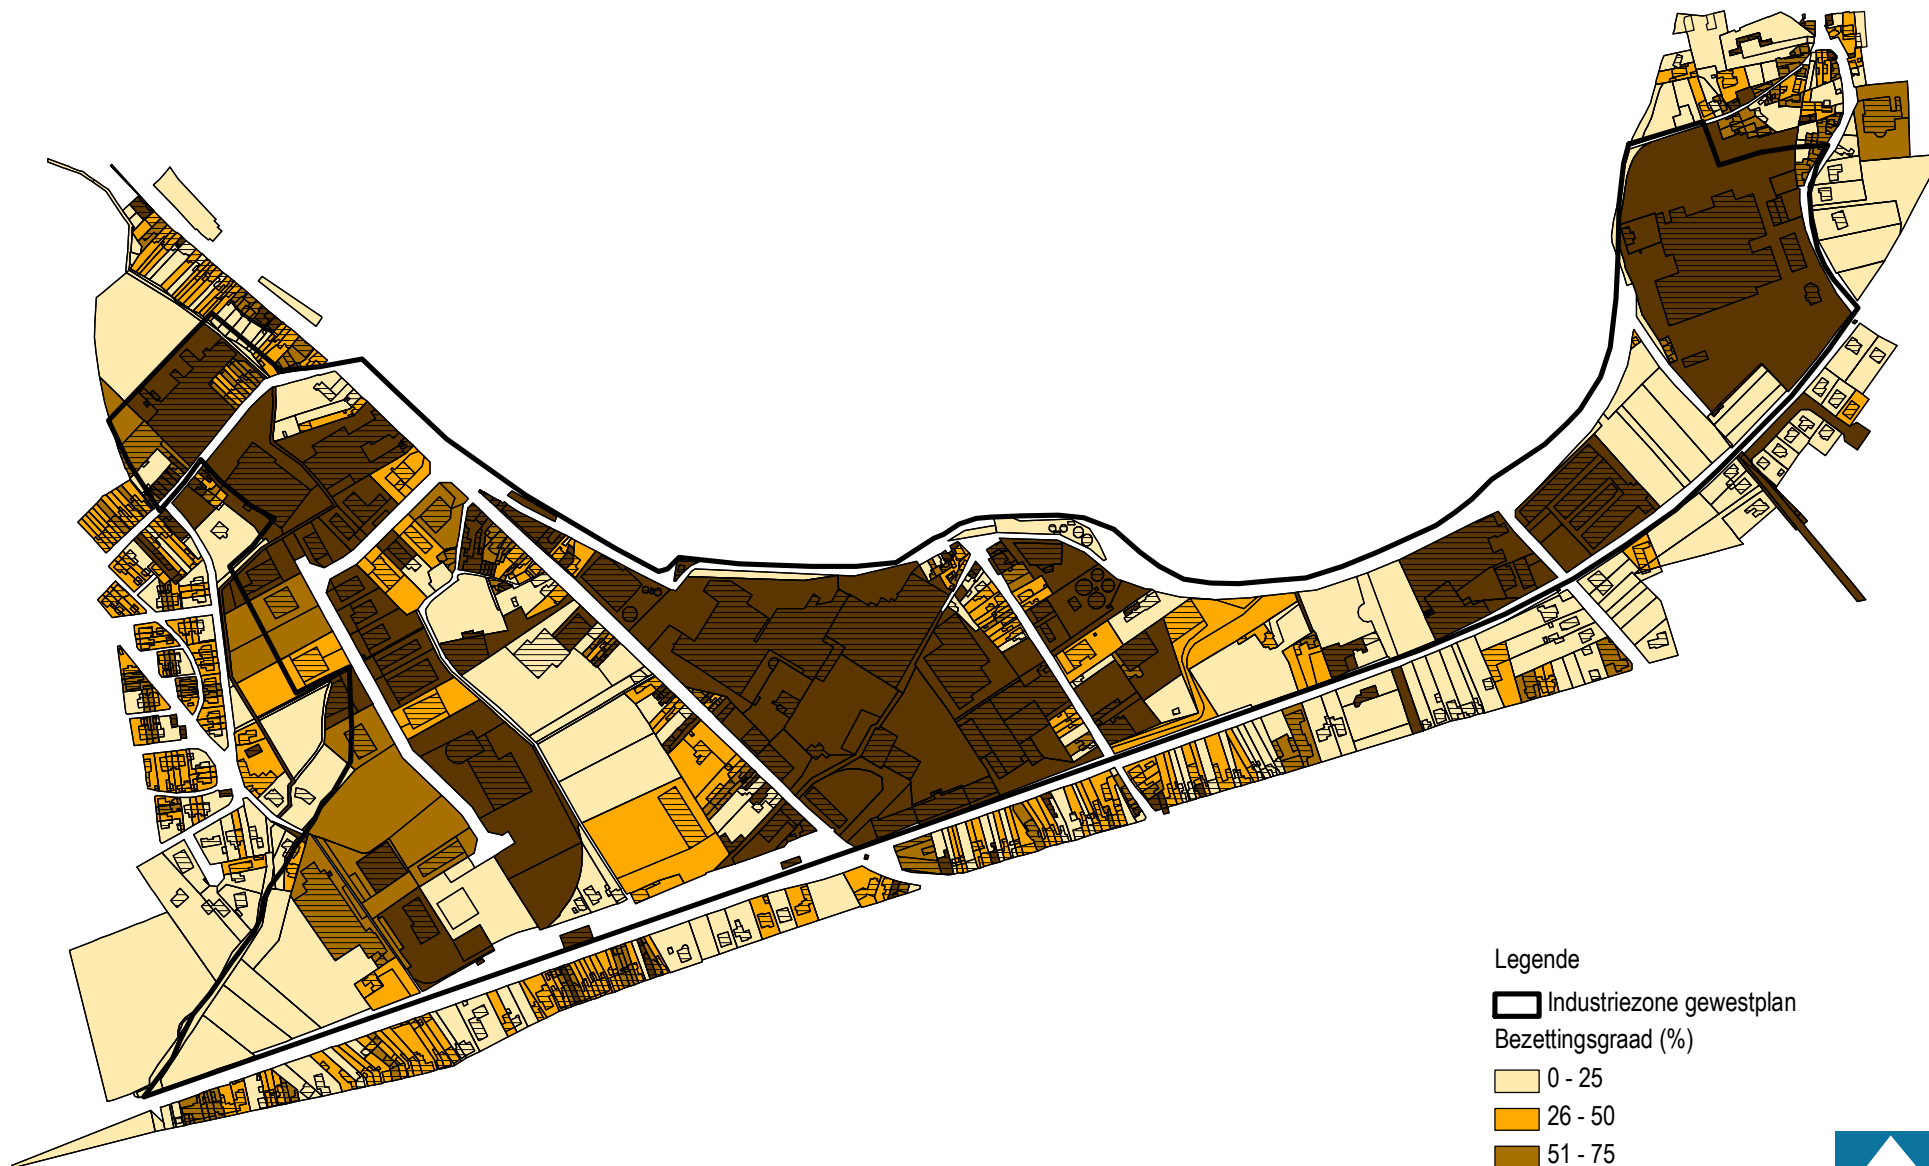 Legende
Industriezone gewestplan
Bezettingsgraad (%)
0 - 25
26 - 50
51 - 75